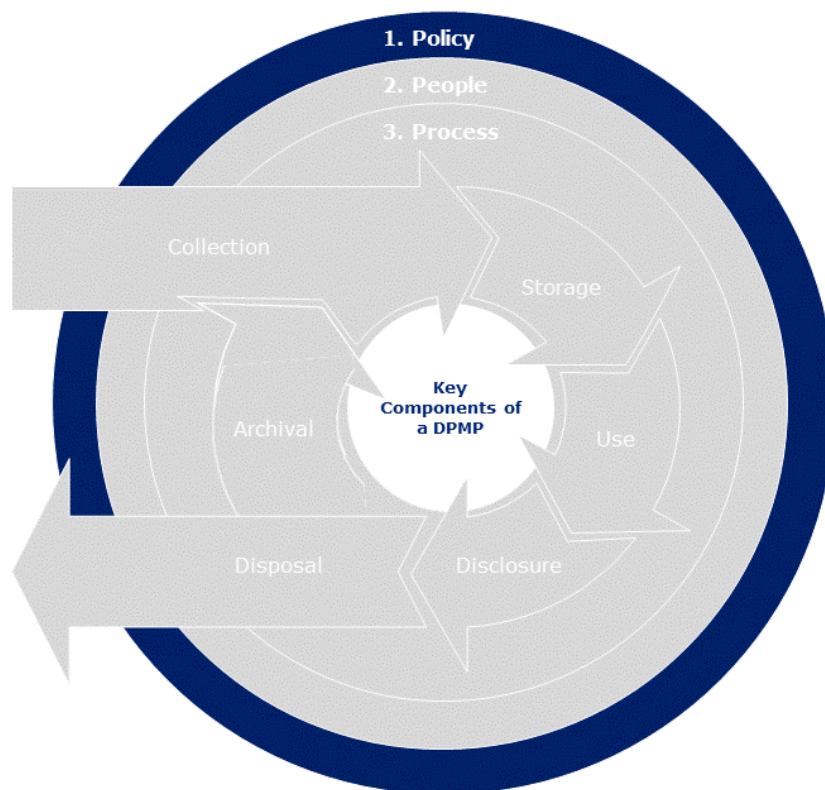 1. Policy
2. People
3. Process
Collection
Storage
Key
Components of
a DPMP
Archival
Use
Disposal
Disclosure